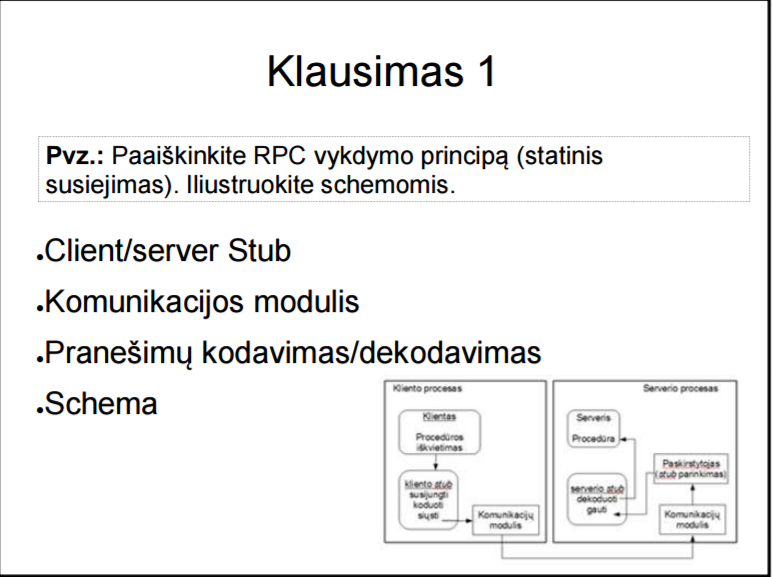 Klausimas 1
Pvz.: Paaiškinkite RPC vykdymo principą (statinis
susiejimas). Iliustruokite schemomis.
Client/server Stub
Komunikacijos modulis
Pranešimų kodavimas/dekodavimas
Schema
Kliento procesas
Klientas
Procedūros
iškvietimas
kliento stub
susijungti
koduoti
siųsti
Komunikacijų
modulis
Serverio procesas
Serveris
Procedūra
Paskirstytojas
(stub parinkimas)
serverio stub
dekoduoti
gauti
Komunikacijų
modulis